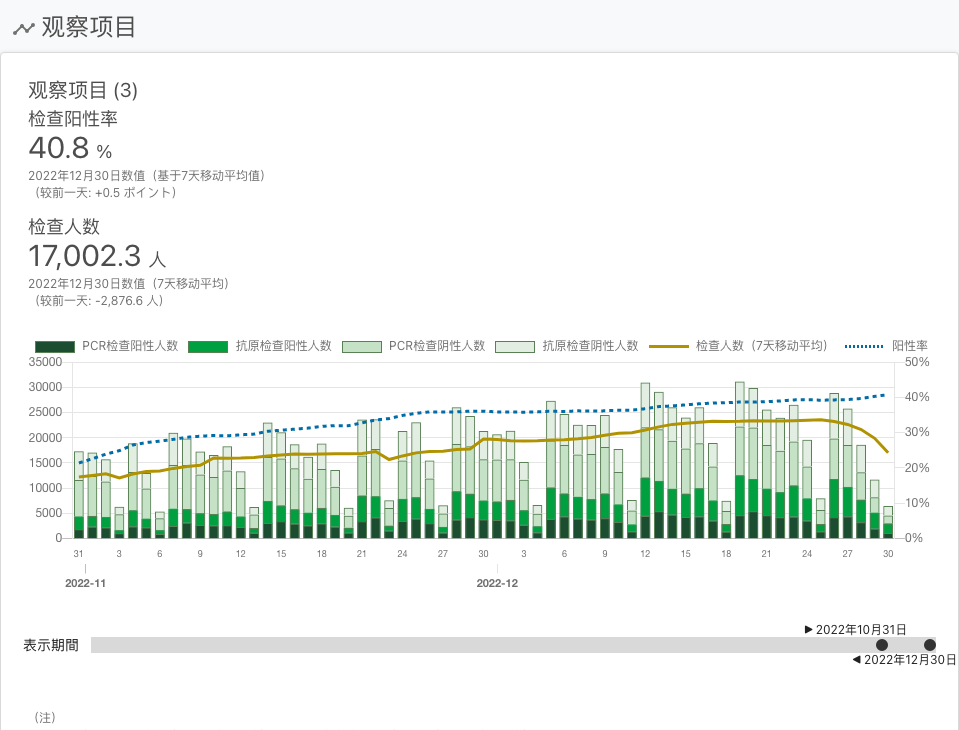 观察项目
观察项目 (3)
检查阳性率
40.8 %
2022年12月30日数值（基于7天移动平均值）
（较前一天: +0.5 ポイント）
检查人数
17,002.3 人
2022年12月30日数值（7天移动平均）
（较前一天: -2,876.6 人）
PCR检查阳性人数 抗原检查阳性人数 PCR检查阴性人数 抗原检查阴性人数 检查人数（7天移动平均） 阳性率
35000 50%
30000 40%
25000 30%
20000 20%
15000 10%
10000 0%
5000
0
31 3 6 9 12 15 18 21 24 27 30 3 6 9 12 15 18 21 24 27 30
2022-11 2022-12
▶ 2022年10月31日
表示期間
◀ 2022年12月30日
（注）